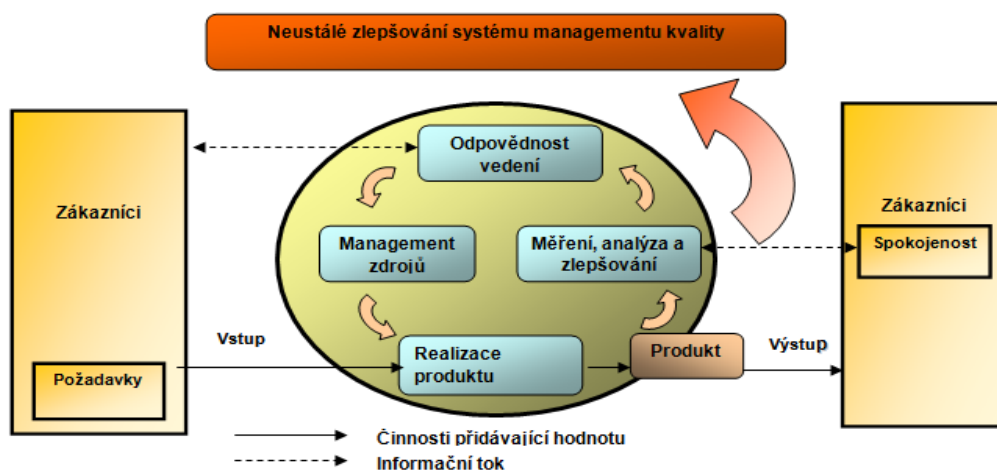 Neustálé zlepšování systému managementu kvality
Odpovědnost
vedení
Zákazníci
Zákazníci
Spokojenost
Management
zdrojů
Měření, analýza a
zlepšování
Vstup
Realizace
produktu
Produkt
Výstup
Požadavky
Činnosti přidávající hodnotu
Informační tok